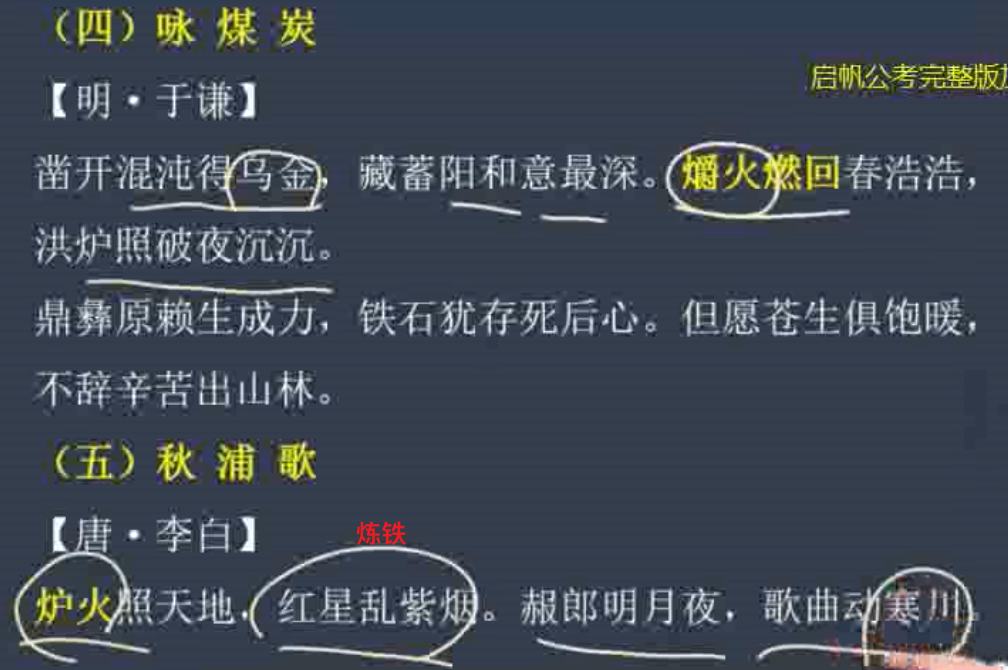 （四）咏 煤 炭
启帆公考完整版
【明·于谦】
凿开混沌得乌金，藏蓄阳和意最深。爝火燃回春浩浩，
洪炉照破夜沉沉。
鼎彝原赖生成力，铁石犹存死后心。但愿苍生俱饱暖，
不辞辛苦出山林。
（五）秋 浦 歌
【唐·李白】
炼铁
炉火照天地，红星乱紫烟。赧郎明月夜，歌曲动寒川。